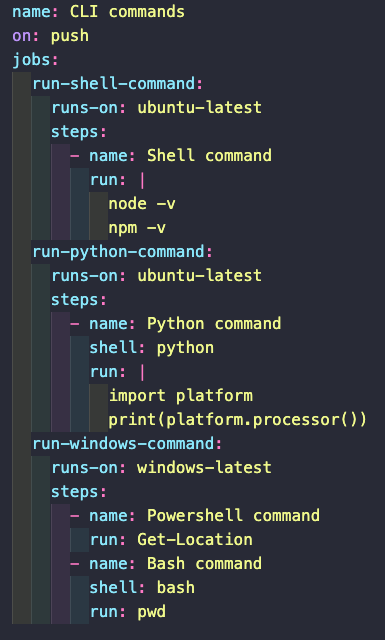 name: CLI commands
on: push
jobs:
  run-shell-command:
    runs-on: ubuntu-latest
    steps:
      - name: Shell command
        run: |
          node -v
          npm -v
  run-python-command:
    runs-on: ubuntu-latest
    steps:
      - name: Python command
        shell: python
        run: |
          import platform
          print(platform.processor())
  run-windows-command:
    runs-on: windows-latest
    steps:
      - name: Powershell command
        run: Get-Location
      - name: Bash command
        shell: bash
        run: pwd